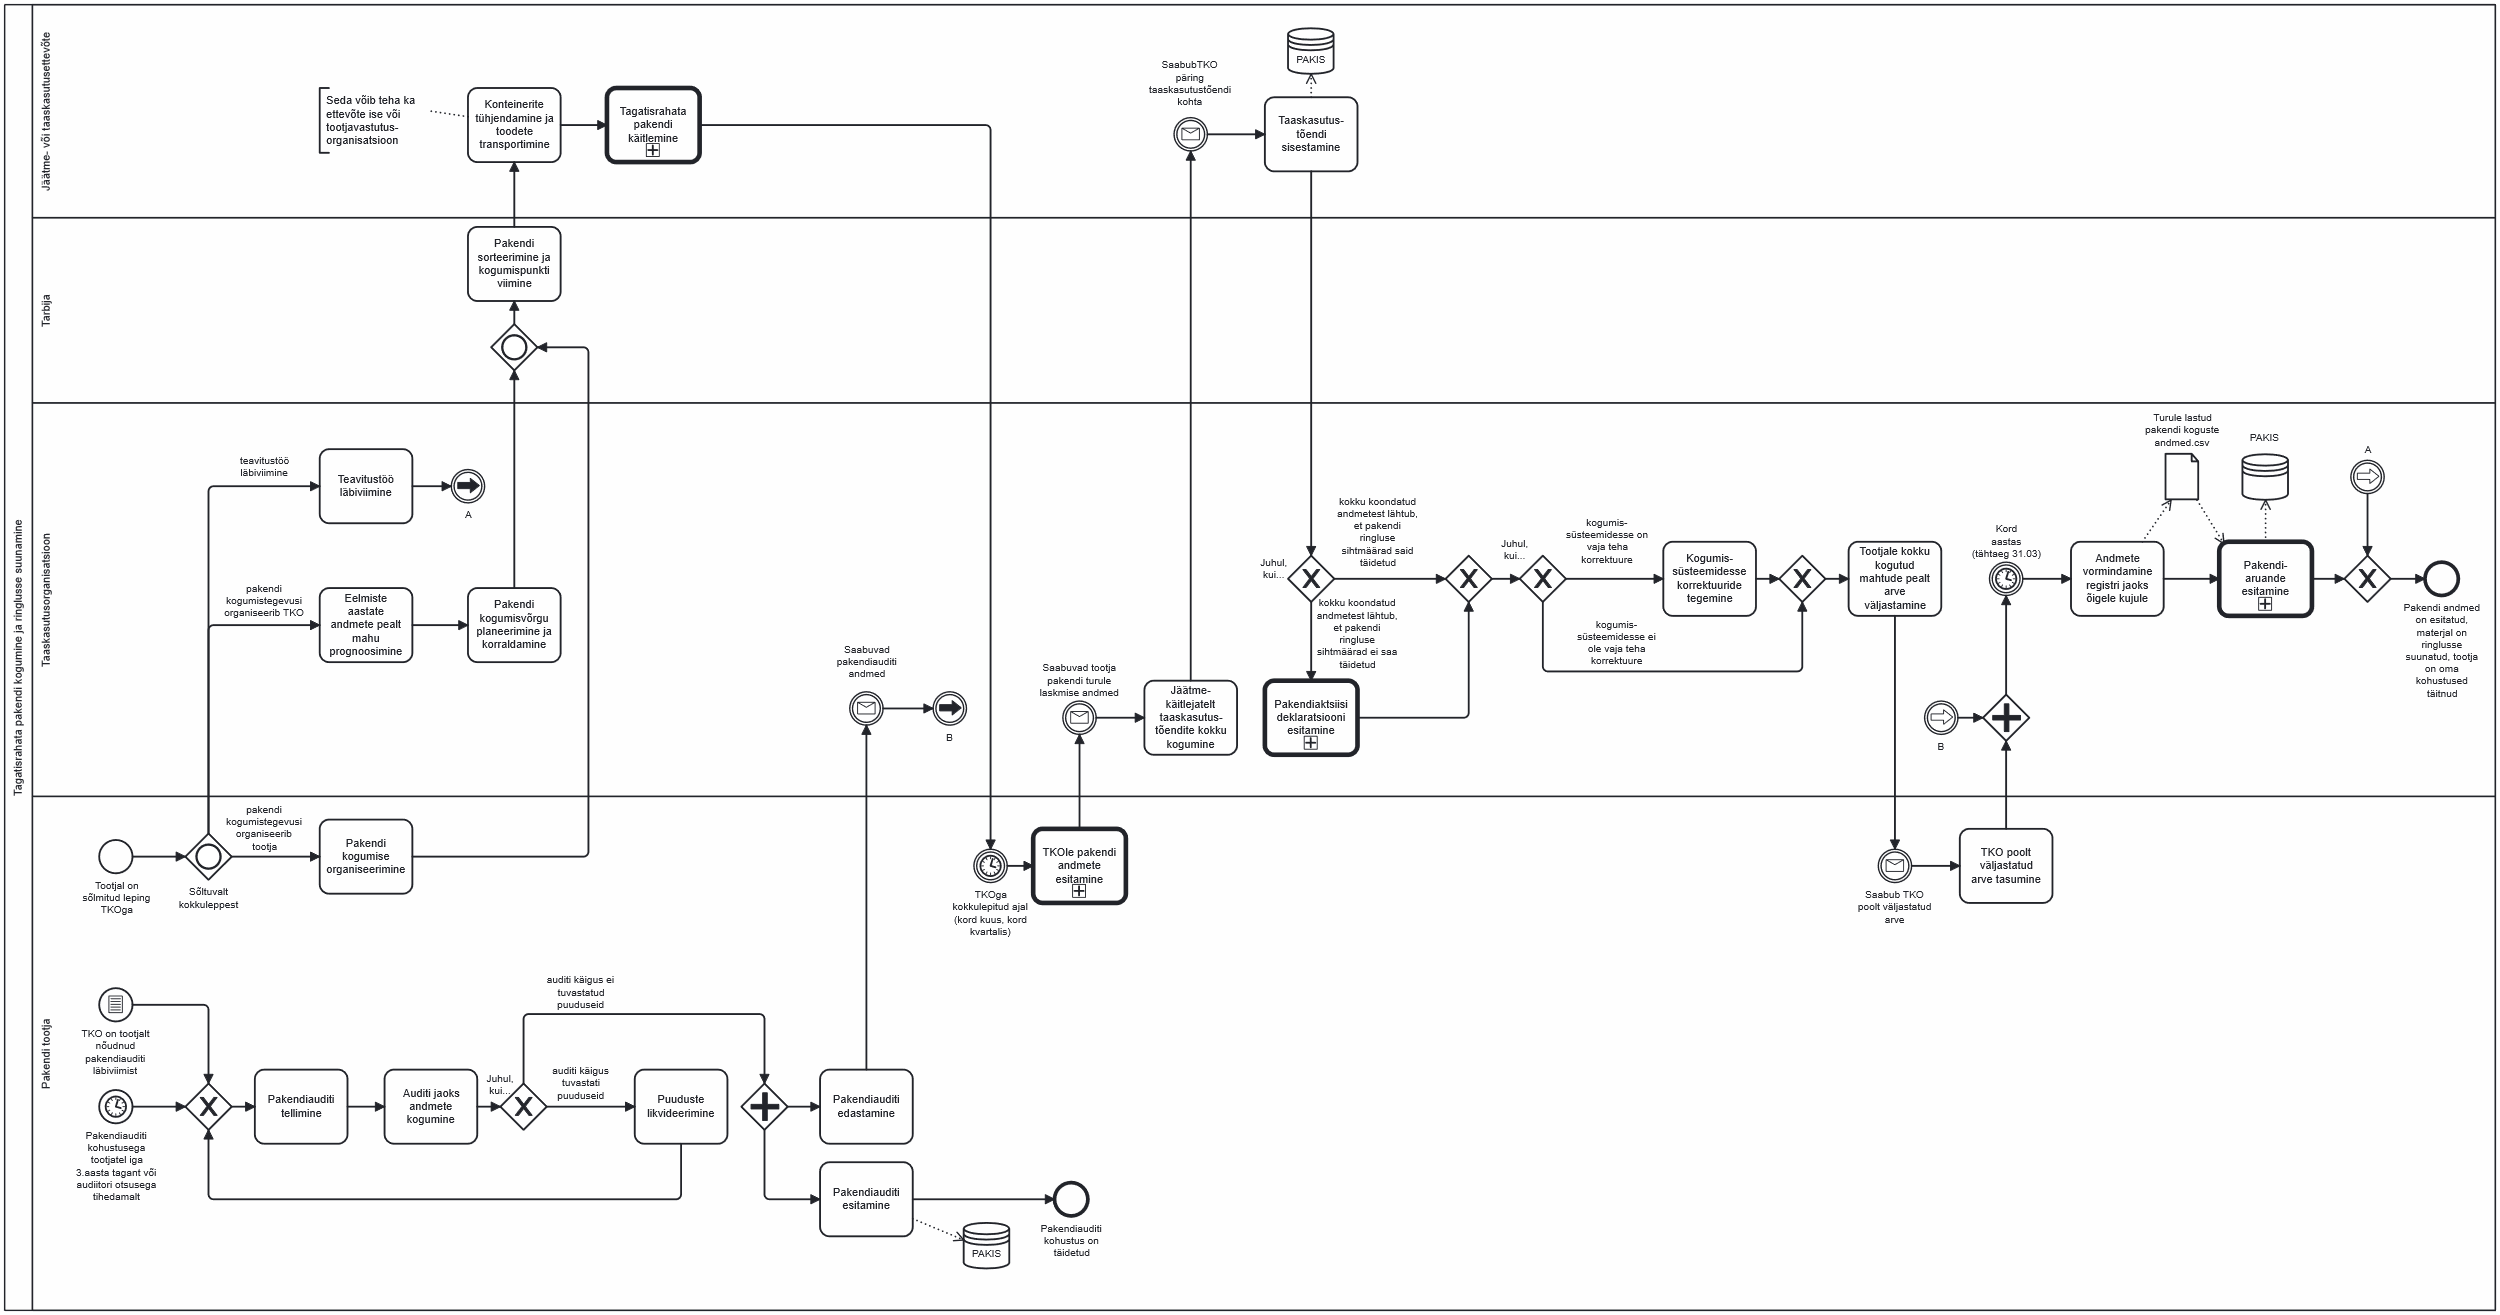 Tagatisrahata pakendi kogumine ja ringlusse suunamine
Jäätme- või taaskasutusettevõte
Seda võib teha ka
ettevõte ise või
tootjavastutus-
organisatsioon
Konteinerite
tühjendamine ja
toodete
transportimine
Tagatisrahata
pakendi
käitlemine
SaabubTKO
päring
taaskasutustõendi
kohta
PAKIS
Taaskasutus-
tõendi
sisestamine
Tarbija
Pakendi
sorteerimine ja
kogumispunkti
viimine
Taaskasutusorganisatsioon
teavitustöö
läbiviimine
Teavitustöö
läbiviimine
A
pakendi
kogumistegevusi
organiseerib TKO
Eelmiste
aastate
andmete pealt
mahu
prognoosimine
Pakendi
kogumisvõrgu
planeerimine ja
korraldamine
Saabuvad
pakendiauditi
andmed
B
Saabuvad tootja
pakendi turule
laskmise andmed
Jäätme-
käitlejatelt
taaskasutus-
tõendite kokku
kogumine
Juhul,
kui...
kokku koondatud
andmetest lähtub,
et pakendi
ringluse
sihtmäärad said
täidetud
kokku koondatud
andmetest lähtub,
et pakendi
ringluse
sihtmäärad ei saa
täidetud
Pakendiaktsiisi
deklaratsiooni
esitamine
Juhul,
kui...
kogumis-
süsteemidesse on
vaja teha
korrektuure
kogumis-
süsteemidesse ei
ole vaja teha
korrektuure
Kogumis-
süsteemidesse
korrektuuride
tegemine
Tootjale kokku
kogutud
mahtude pealt
arve
väljastamine
Kord
aastas
(tähtaeg 31.03)
B
Andmete
vormindamine
registri jaoks
õigele kujule
Turule lastud
pakendi koguste
andmed.csv
PAKIS
Pakendi-
aruande
esitamine
A
Pakendi andmed
on esitatud,
materjal on
ringlusse
suunatud, tootja
on oma
kohustused
täitnud
Pakendi tootja
Tootjal on
sõlmitud leping
TKOga
Sõltuvalt
kokkuleppest
pakendi
kogumistegevusi
organiseerib
tootja
Pakendi
kogumise
organiseerimine
TKOga
kokkulepitud ajal
(kord kuus, kord
kvartalis)
TKOle pakendi
andmete
esitamine
Saabub TKO
poolt väljastatud
arve
TKO poolt
väljastatud
arve tasumine
TKO on tootjalt
nõudnud
pakendiauditi
läbiviimist
Pakendiauditi
kohustusega
tootjatel iga
3.aasta tagant või
audiitori otsusega
tihedamalt
Pakendiauditi
tellimine
Auditi jaoks
andmete
kogumine
Juhul,
kui...
auditi käigus ei
tuvastatud
puuduseid
auditi käigus
tuvastati
puuduseid
Puuduste
likvideerimine
Pakendiauditi
edastamine
Pakendiauditi
esitamine
PAKIS
Pakendiauditi
kohustus on
täidetud